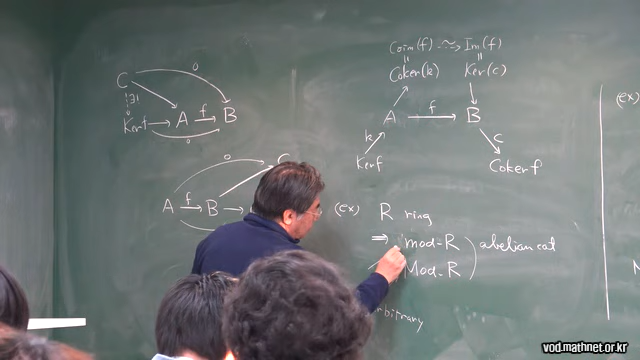 C
0
∃!
Ker f → A f→ B
0
0
C
A f→ B →
Coim(f) ~→ Im(f)
Coker(k) Ker(c)
A f→ B
k c
Ker f Coker f
(ex) R ring
⇒ mod-R
Mod-R
abelian cat
(ex)
vod.mathnet.or.kr